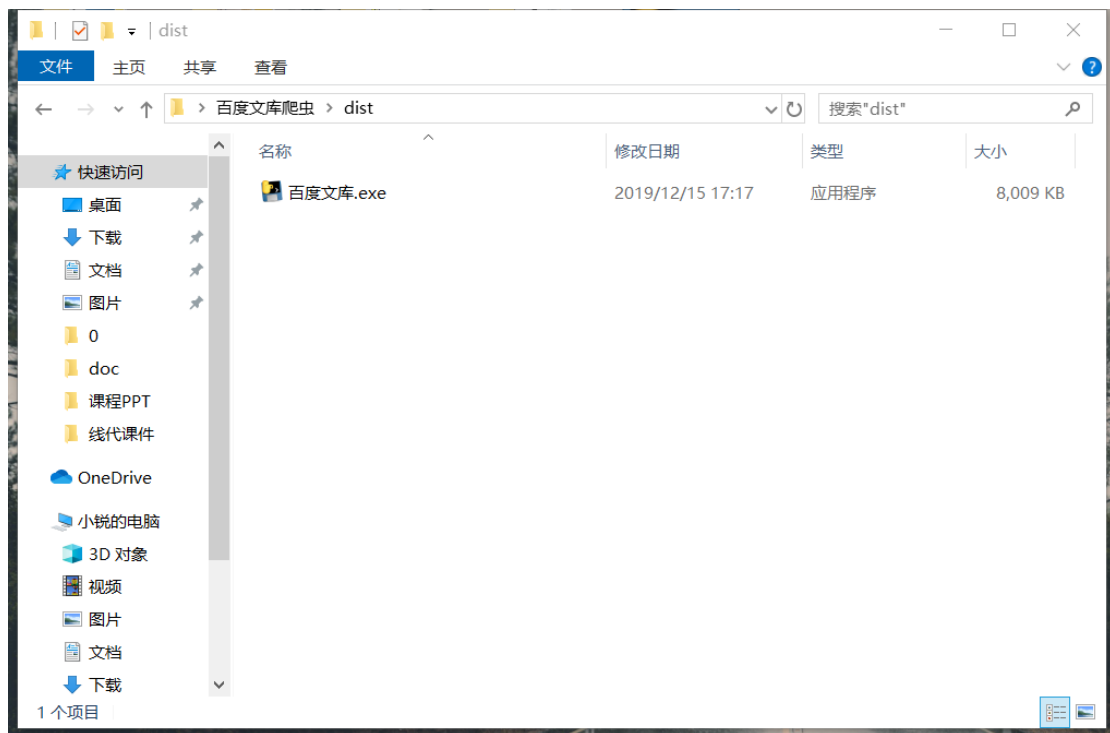 dist
文件 主页 共享 查看
百度文库爬虫 > dist 搜索"dist"
名称 修改日期 类型 大小
快速访问
百度文库.exe 2019/12/15 17:17 应用程序 8,009 KB
桌面
下载
文档
图片
0
doc
课程PPT
线代课件
OneDrive
小锐的电脑
3D 对象
视频
图片
文档
下载
1 个项目